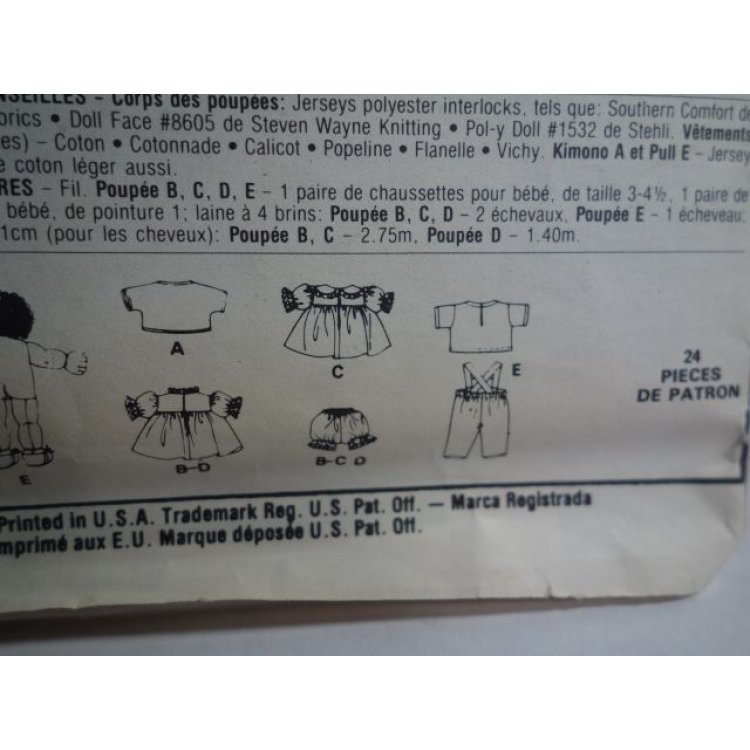 NSEILLES – Corps des poupées: Jerseys polyester interlocks, tels que: Southern Comfort de
brics • Doll Face #8605 de Steven Wayne Knitting • Pol-y Doll #1532 de Stehli. Vêtements
es) – Coton • Cotonnade • Calicot • Popeline • Flanelle • Vichy. Kimono A et Pull E – Jersey
e coton léger aussi.
RES – Fil. Poupée B, C, D, E – 1 paire de chaussettes pour bébé, de taille 3-4½, 1 paire de
bébé, de pointure 1; laine à 4 brins: Poupée B, C, D – 2 échevaux, Poupée E – 1 écheveau;
1cm (pour les cheveux): Poupée B, C – 2.75m, Poupée D – 1.40m.
A
C
E
24
PIECES
DE PATRON
E
B-D
B-C D
Printed in U.S.A. Trademark Reg. U.S. Pat. Off. — Marca Registrada
mprimé aux E.U. Marque déposée U.S. Pat. Off.